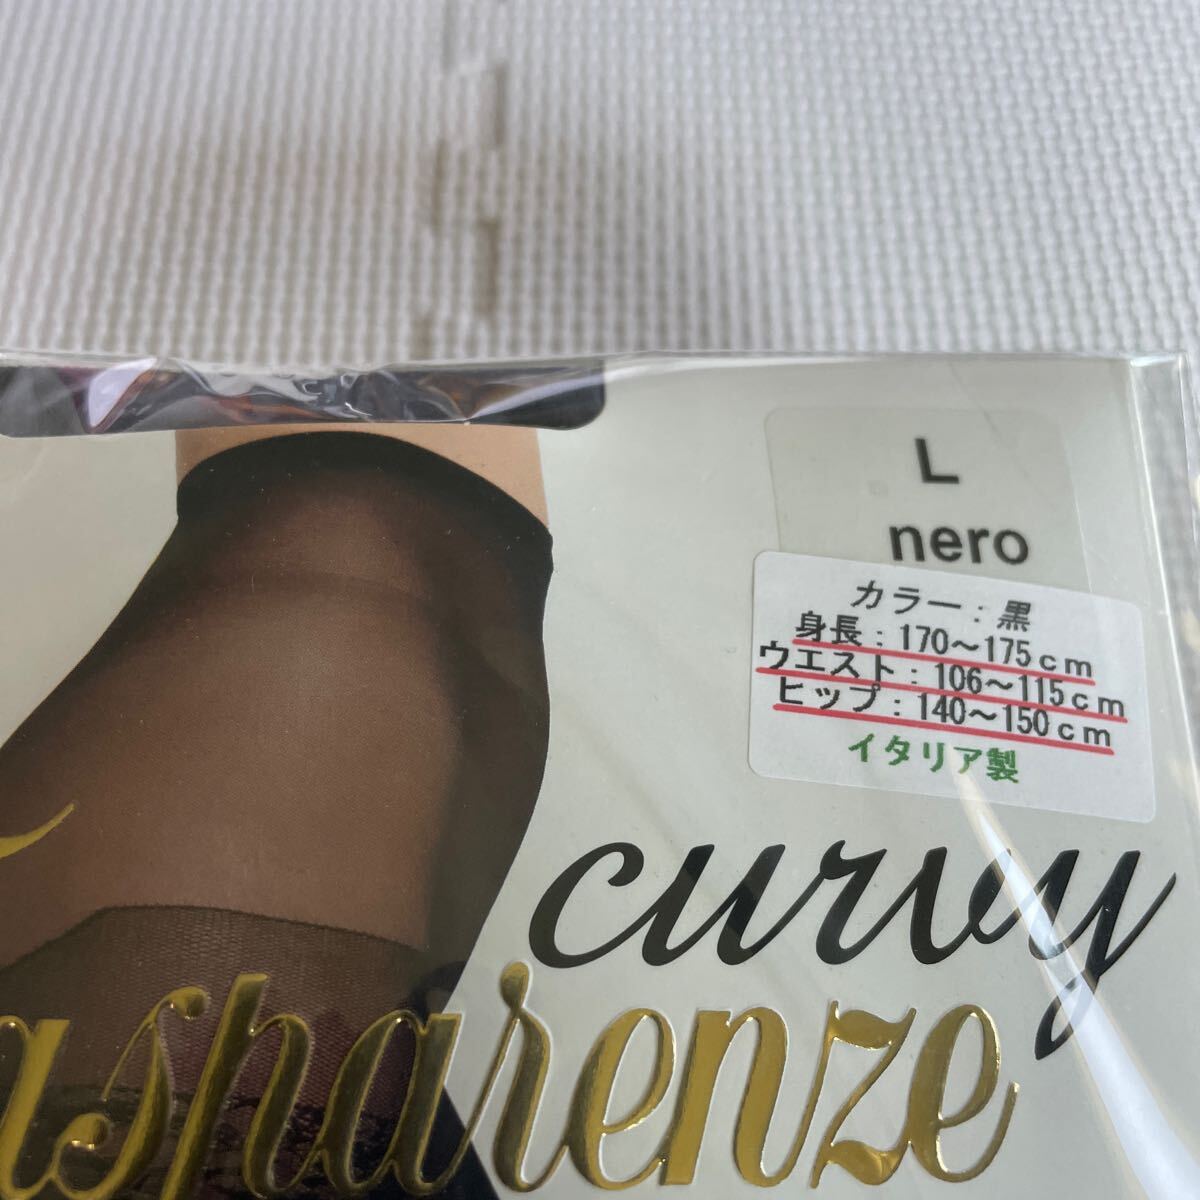 L
nero
カラー：黒
身長：170〜175cm
ウエスト：106〜115cm
ヒップ：140〜150cm
イタリア製
curvy
asparenze